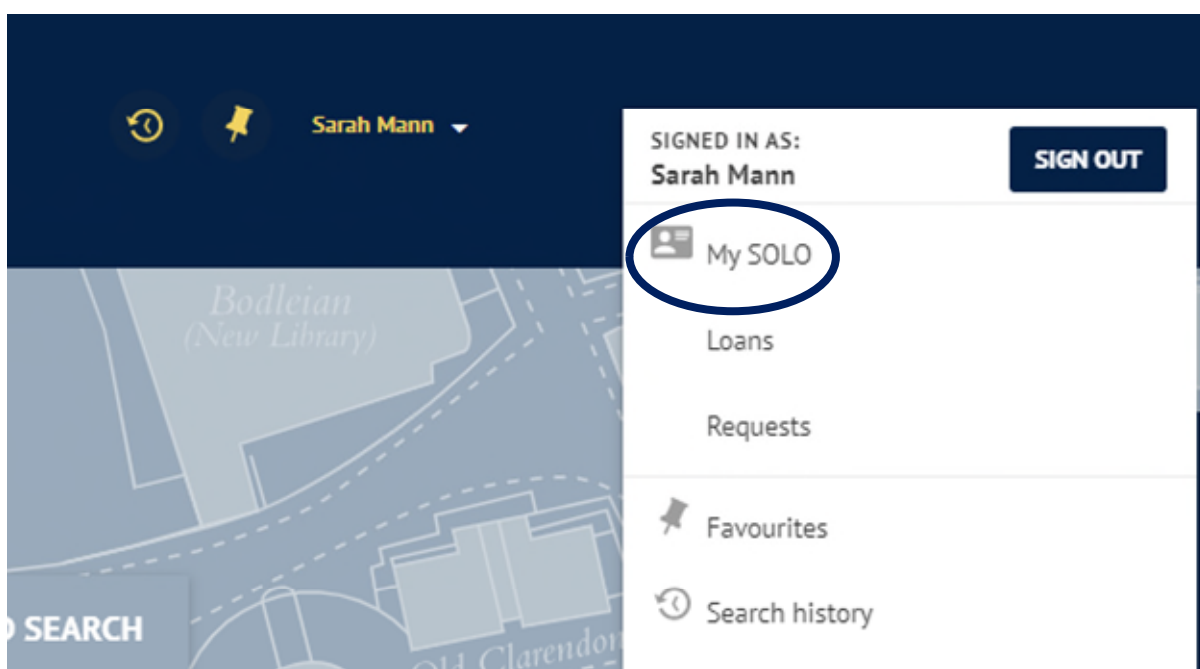 Sarah Mann
SIGNED IN AS:
Sarah Mann
SIGN OUT
My SOLO
Bodleian
(New Library)
Loans
Requests
Favourites
Search history
SEARCH
Old Clarendon